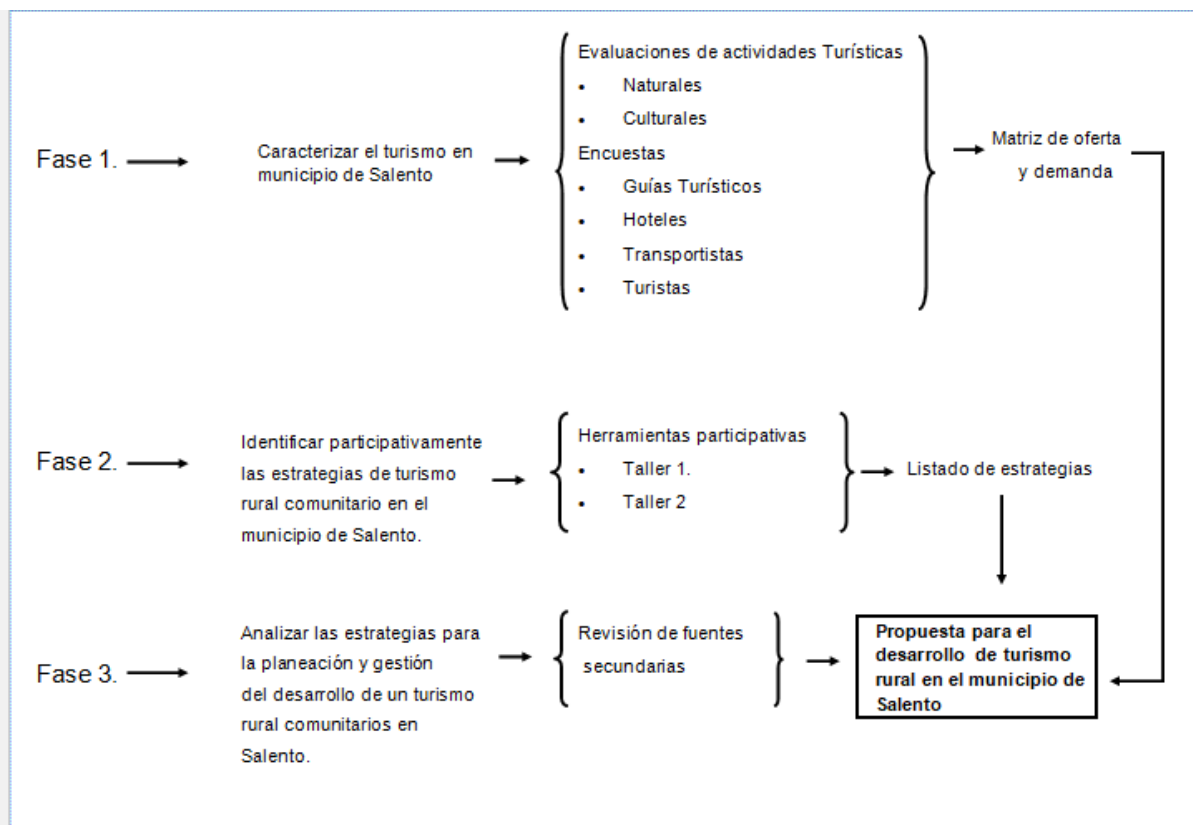 Fase 1.
Caracterizar el turismo en
municipio de Salento
Evaluaciones de actividades Turísticas
• Naturales
• Culturales
Encuestas
• Guías Turísticos
• Hoteles
• Transportistas
• Turistas
Matriz de oferta
y demanda
Fase 2.
Identificar participativamente
las estrategias de turismo
rural comunitario en el
municipio de Salento.
Herramientas participativas
• Taller 1.
• Taller 2
Listado de estrategias
Fase 3.
Analizar las estrategias para
la planeación y gestión
del desarrollo de un turismo
rural comunitarios en
Salento.
Revisión de fuentes
secundarias
Propuesta para el
desarrollo de turismo
rural en el municipio de
Salento